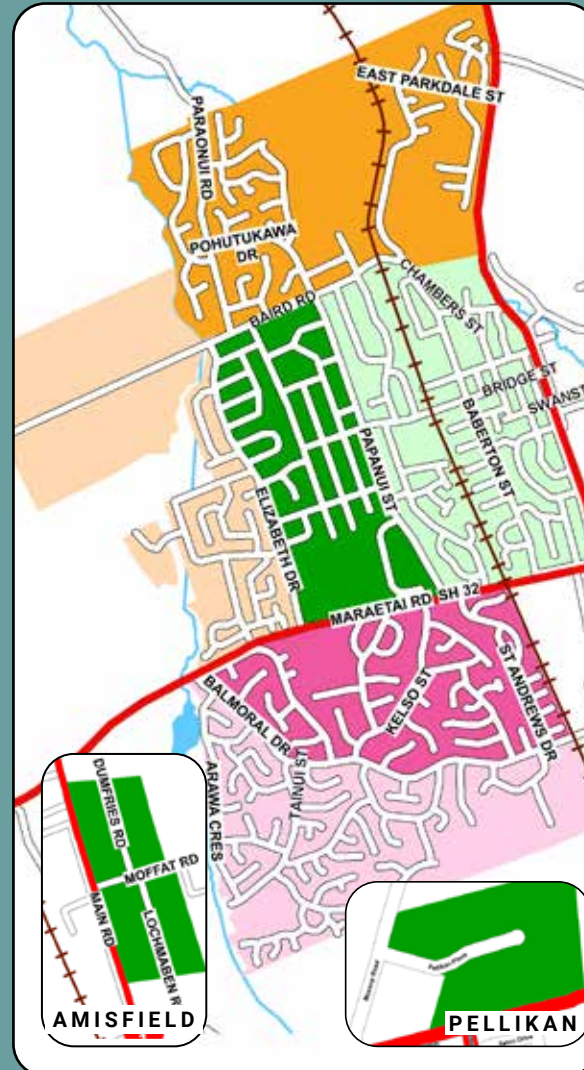 EAST PARKDALE ST
PARAONUI RD
POHUTUKAWA
DR
BAIRD RD
CHAMBERS ST
BRIDGE ST
SWANST
BABERTON ST
PAPANUI ST
ELIZABETH DR
MARAETAI RD SH 32
ST ANDREWS DR
KELSO ST
BALMORAL DR
TAINUI ST
ARAWA CRES
DUMFRIES RD
MOFFAT RD
MAIN RD
LOCHMABEN R
AMISFIELD
Pellikan Place
PELLIKAN